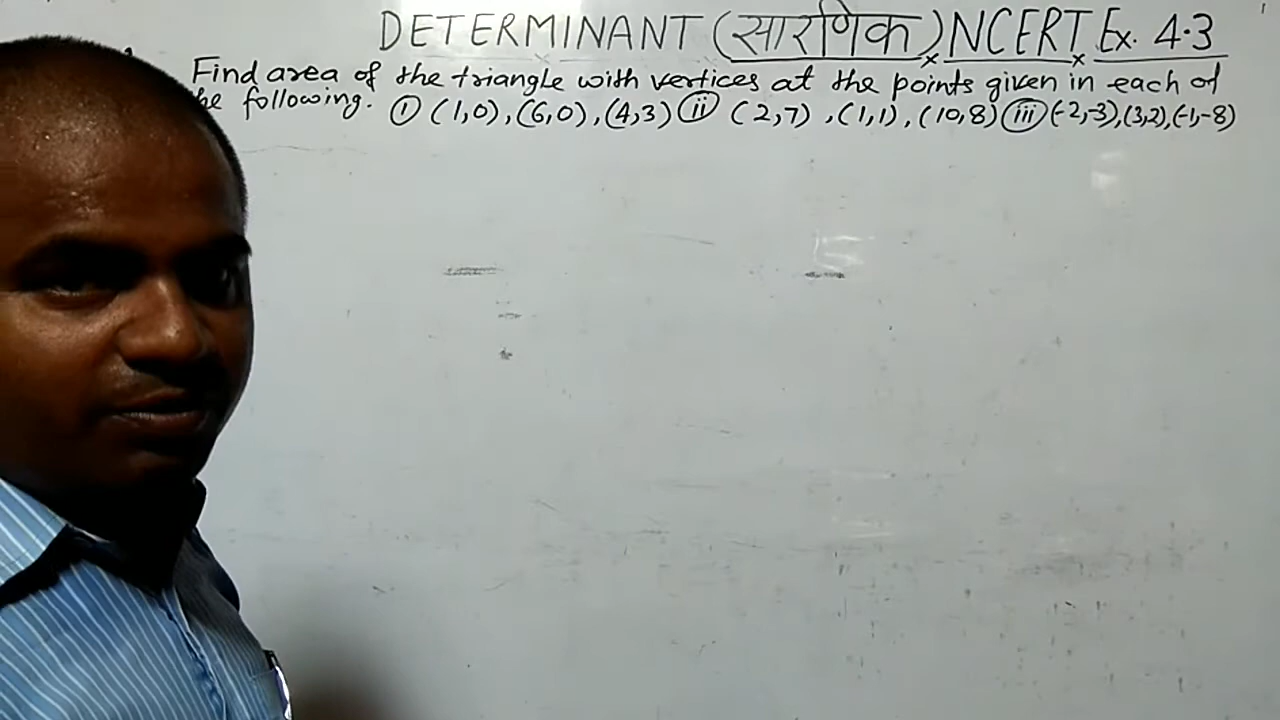 DETERMINANT (सारणिक) NCERT Ex. 4.3
Find area of the triangle with vertices at the points given in each of
he following. (i) (1,0), (6,0), (4,3) (ii) (2,7), (1,1), (10,8) (iii) (-2,-3), (3,2), (-1,-8)